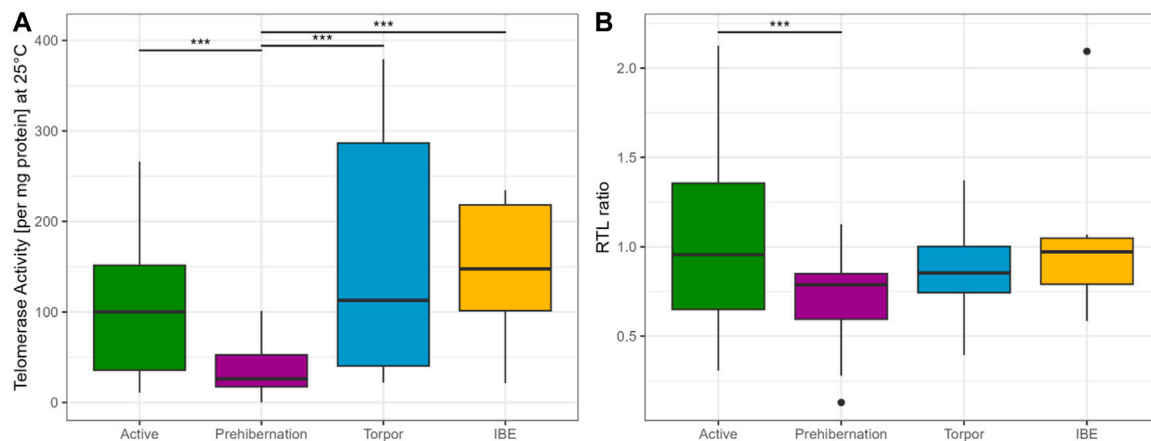 A
B
***
***
***
***
Telomerase Activity [per mg protein] at 25°C
400
300
200
100
0
Active
Prehibernation
Torpor
IBE
RTL ratio
2.0
1.5
1.0
0.5
Active
Prehibernation
Torpor
IBE